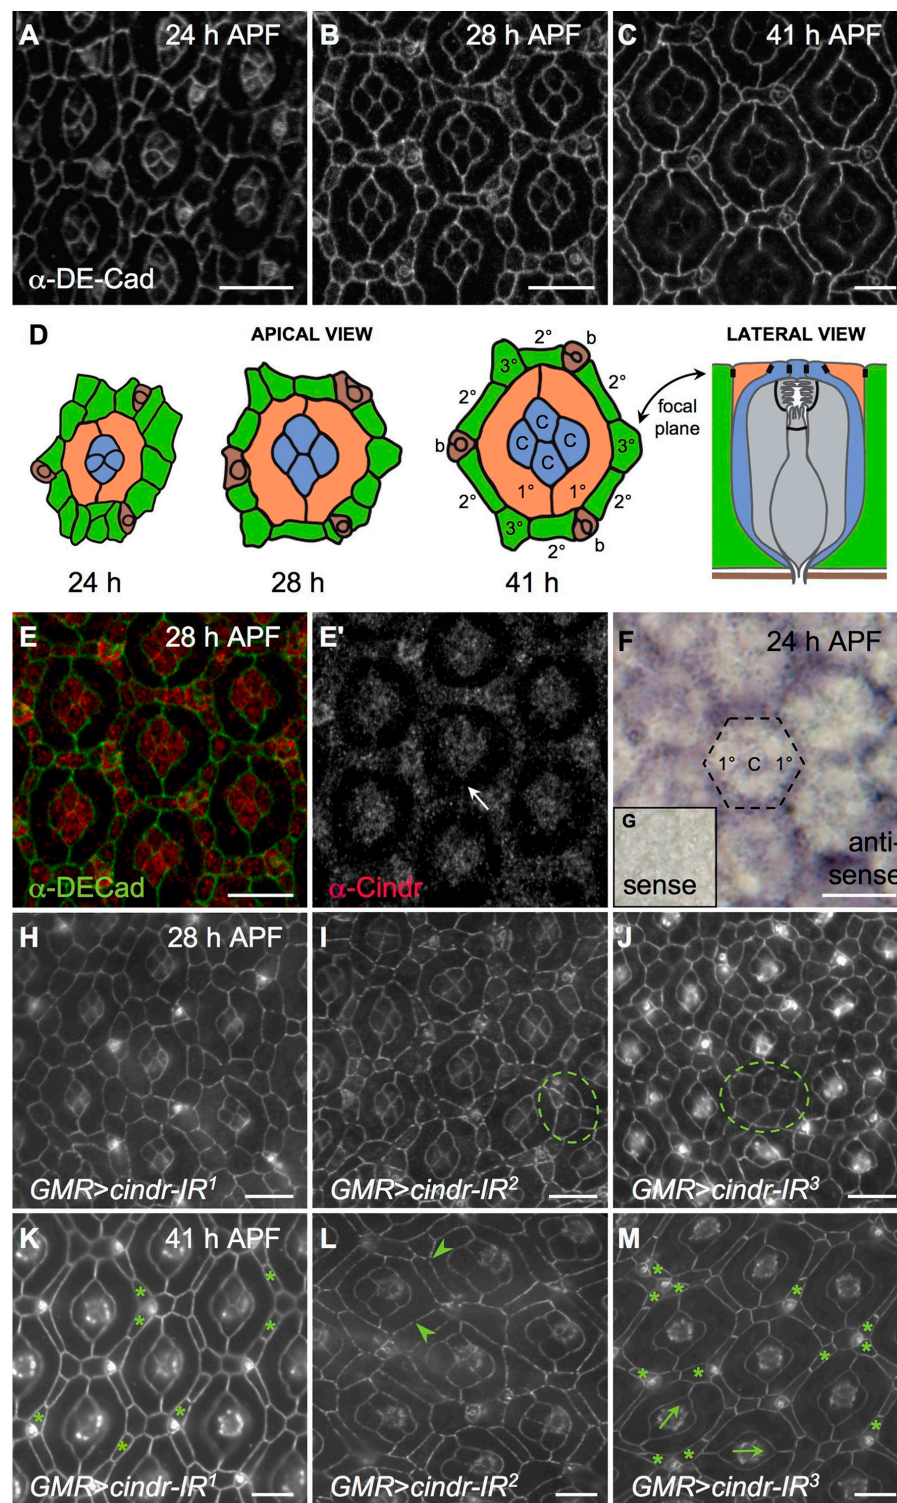 A 24 h APF
B 28 h APF
C 41 h APF
α-DE-Cad
D APICAL VIEW LATERAL VIEW
2° b
3°
2° 2°
focal
plane
b C C C C 3°
1° 1°
2° 2°
3° 2° b
24 h 28 h 41 h
E 28 h APF
E'
F 24 h APF
1° C 1°
G
sense
anti-
sense
α-DECad
α-Cindr
H 28 h APF
I
J
GMR>cindr-IR¹
GMR>cindr-IR²
GMR>cindr-IR³
K 41 h APF
L
M
* * * * * * *
* * * * * * * * * * * *
GMR>cindr-IR¹
GMR>cindr-IR²
GMR>cindr-IR³